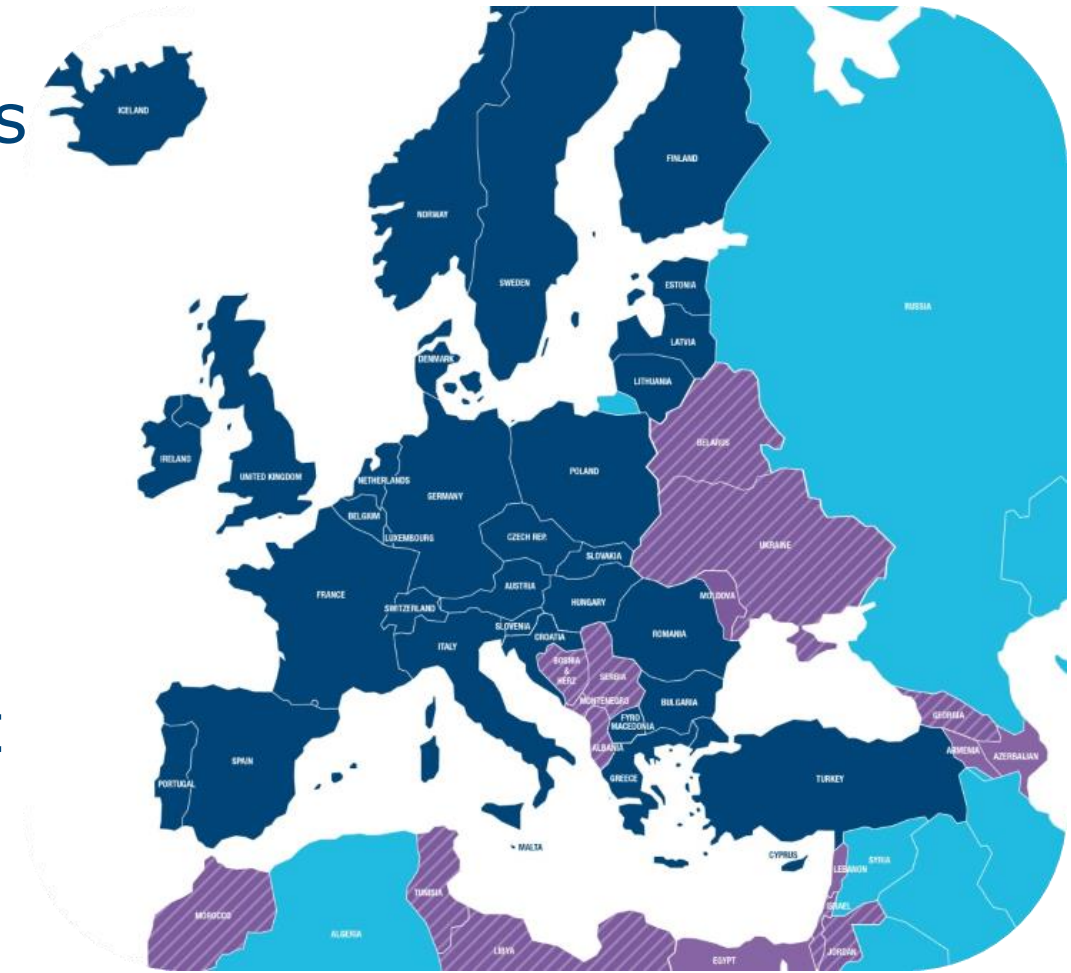 ICELAND
s
FINLAND
NORWAY
SWEDEN
ESTONIA
RUSSIA
LATVIA
DENMARK
LITHUANIA
BELARUS
IRELAND
POLAND
UNITED KINGDOM
NETHERLANDS
GERMANY
BELGIUM
LUXEMBOURG
CZECH REP.
UKRAINE
SLOVAKIA
AUSTRIA
FRANCE
MOLDOVA
HUNGARY
SWITZERLAND
SLOVENIA
ROMANIA
CROATIA
ITALY
BOSNIA
&
HERZ
SERBIA
MONTENEGRO
BULGARIA
GEORGIA
FYRO
MACEDONIA
t
ALBANIA
ARMENIA
AZERBAIJAN
SPAIN
GREECE
TURKEY
PORTUGAL
MALTA
CYPRUS
SYRIA
LEBANON
TUNISIA
ISRAEL
MOROCCO
ALGERIA
LIBYA
JORDAN
EGYPT